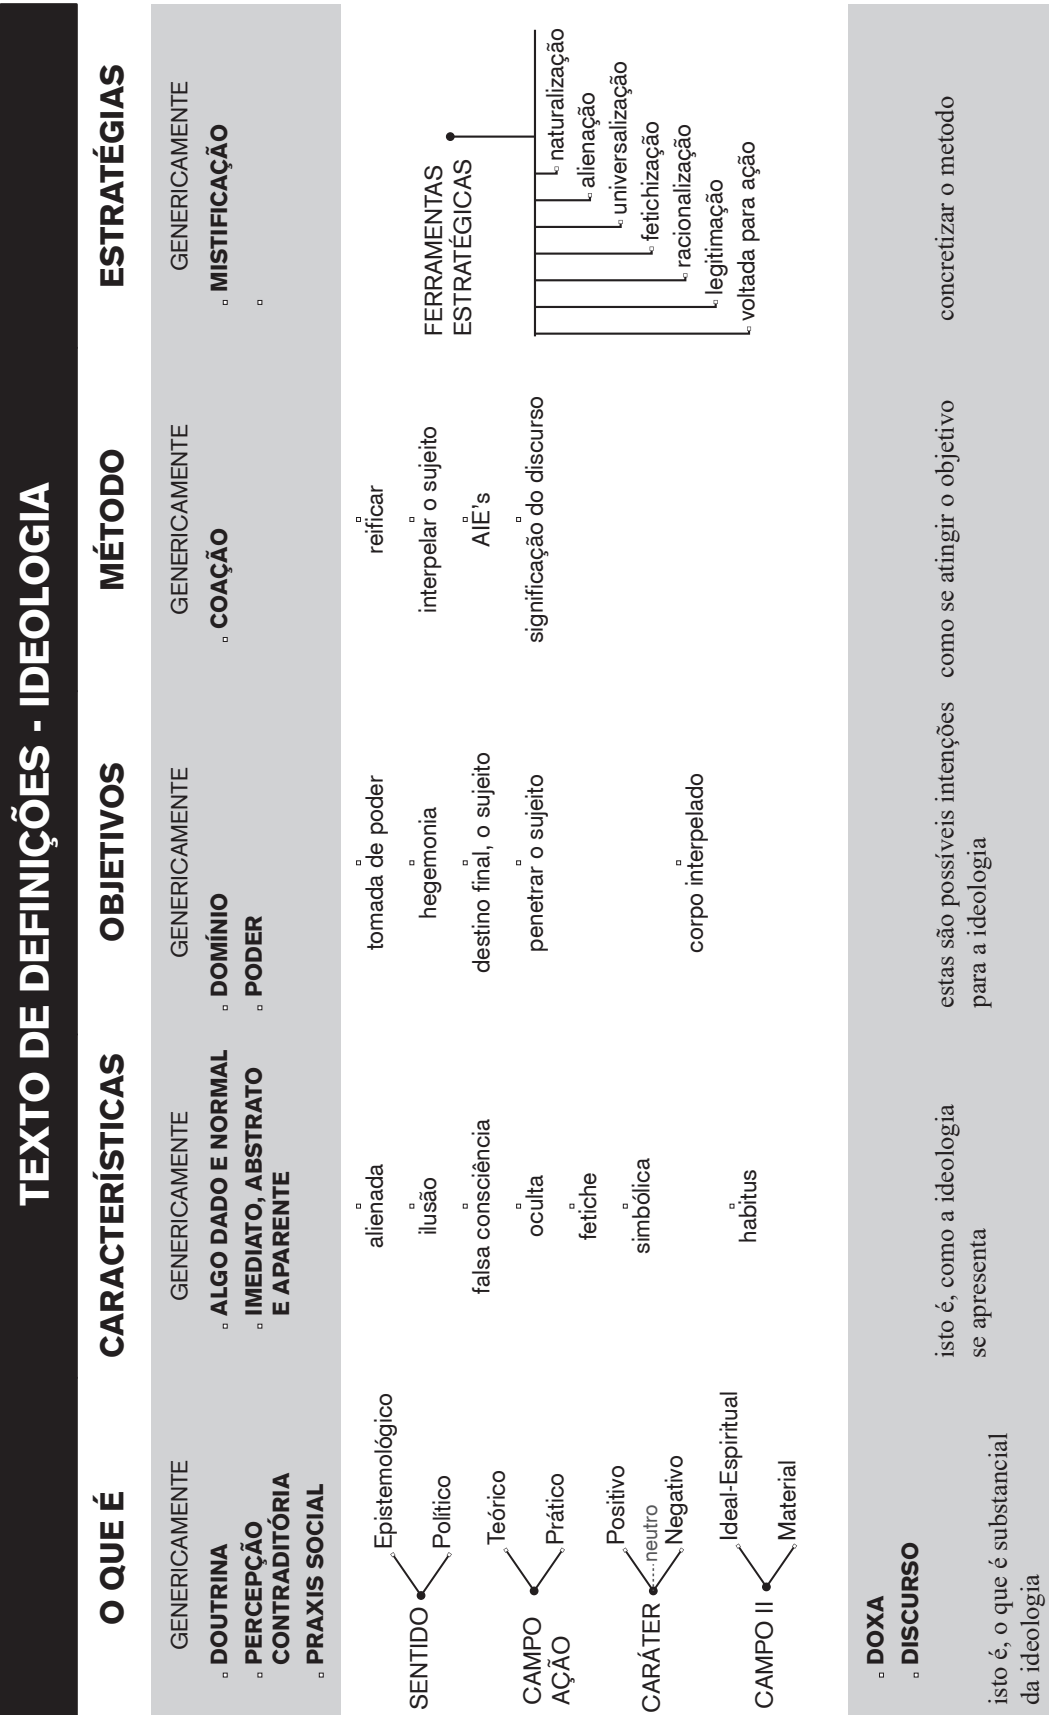 TEXTO DE DEFINIÇÕES - IDEOLOGIA
O QUE É
GENERICAMENTE
DOUTRINA
PERCEPÇÃO
CONTRADITÓRIA
PRAXIS SOCIAL
SENTIDO
Epistemológico
Político
CAMPO
AÇÃO
Teórico
Prático
CARÁTER
Positivo
neutro
Negativo
CAMPO II
Ideal-Espiritual
Material
DOXA
DISCURSO
isto é, o que é substancial
da ideologia
CARACTERÍSTICAS
GENERICAMENTE
ALGO DADO E NORMAL
IMEDIATO, ABSTRATO
E APARENTE
alienada
ilusão
falsa consciência
oculta
fetiche
simbólica
habitus
isto é, como a ideologia
se apresenta
OBJETIVOS
GENERICAMENTE
DOMÍNIO
PODER
tomada de poder
hegemonia
destino final, o sujeito
penetrar o sujeito
corpo interpelado
estas são possíveis intenções
para a ideologia
MÉTODO
GENERICAMENTE
COAÇÃO
reificar
interpelar o sujeito
AIE's
significação do discurso
como se atingir o objetivo
ESTRATÉGIAS
GENERICAMENTE
MISTIFICAÇÃO
FERRAMENTAS
ESTRATÉGICAS
naturalização
alienação
universalização
fetichização
racionalização
legitimação
voltada para ação
concretizar o metodo